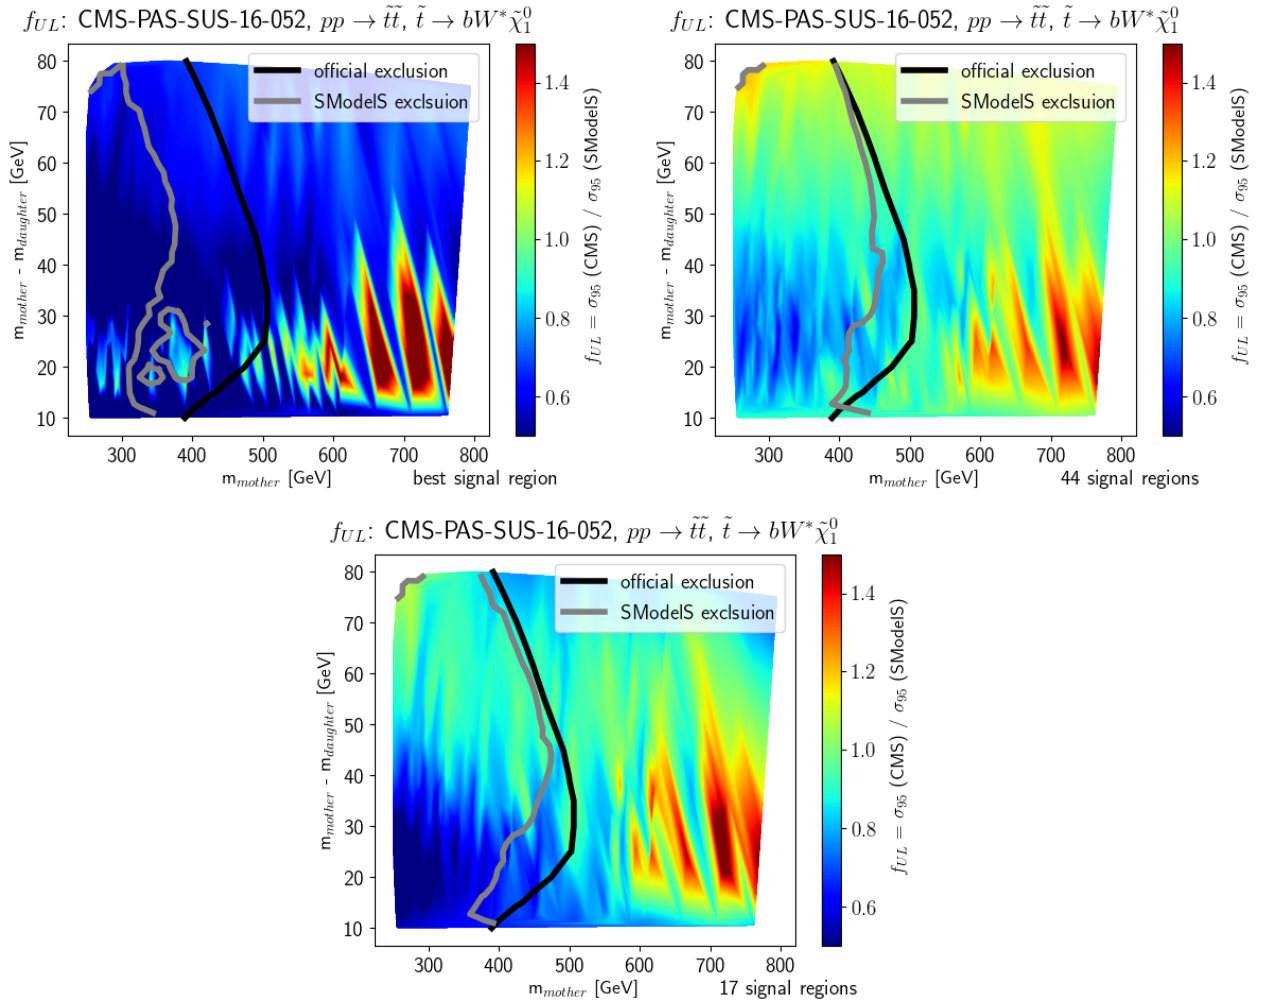 f_UL: CMS-PAS-SUS-16-052, pp → t̃t̃, t̃ → bW*χ̃₁⁰
official exclusion
SModelS exclsuion
80
70
60
50
40
30
20
10
m_mother - m_daughter [GeV]
300 400 500 600 700 800
m_mother [GeV]
best signal region
1.4
1.2
1.0
0.8
0.6
f_UL = σ₉₅ (CMS) / σ₉₅ (SModelS)
f_UL: CMS-PAS-SUS-16-052, pp → t̃t̃, t̃ → bW*χ̃₁⁰
official exclusion
SModelS exclsuion
80
70
60
50
40
30
20
10
m_mother - m_daughter [GeV]
300 400 500 600 700 800
m_mother [GeV]
44 signal regions
1.4
1.2
1.0
0.8
0.6
f_UL = σ₉₅ (CMS) / σ₉₅ (SModelS)
f_UL: CMS-PAS-SUS-16-052, pp → t̃t̃, t̃ → bW*χ̃₁⁰
official exclusion
SModelS exclsuion
80
70
60
50
40
30
20
10
m_mother - m_daughter [GeV]
300 400 500 600 700 800
m_mother [GeV]
17 signal regions
1.4
1.2
1.0
0.8
0.6
f_UL = σ₉₅ (CMS) / σ₉₅ (SModelS)